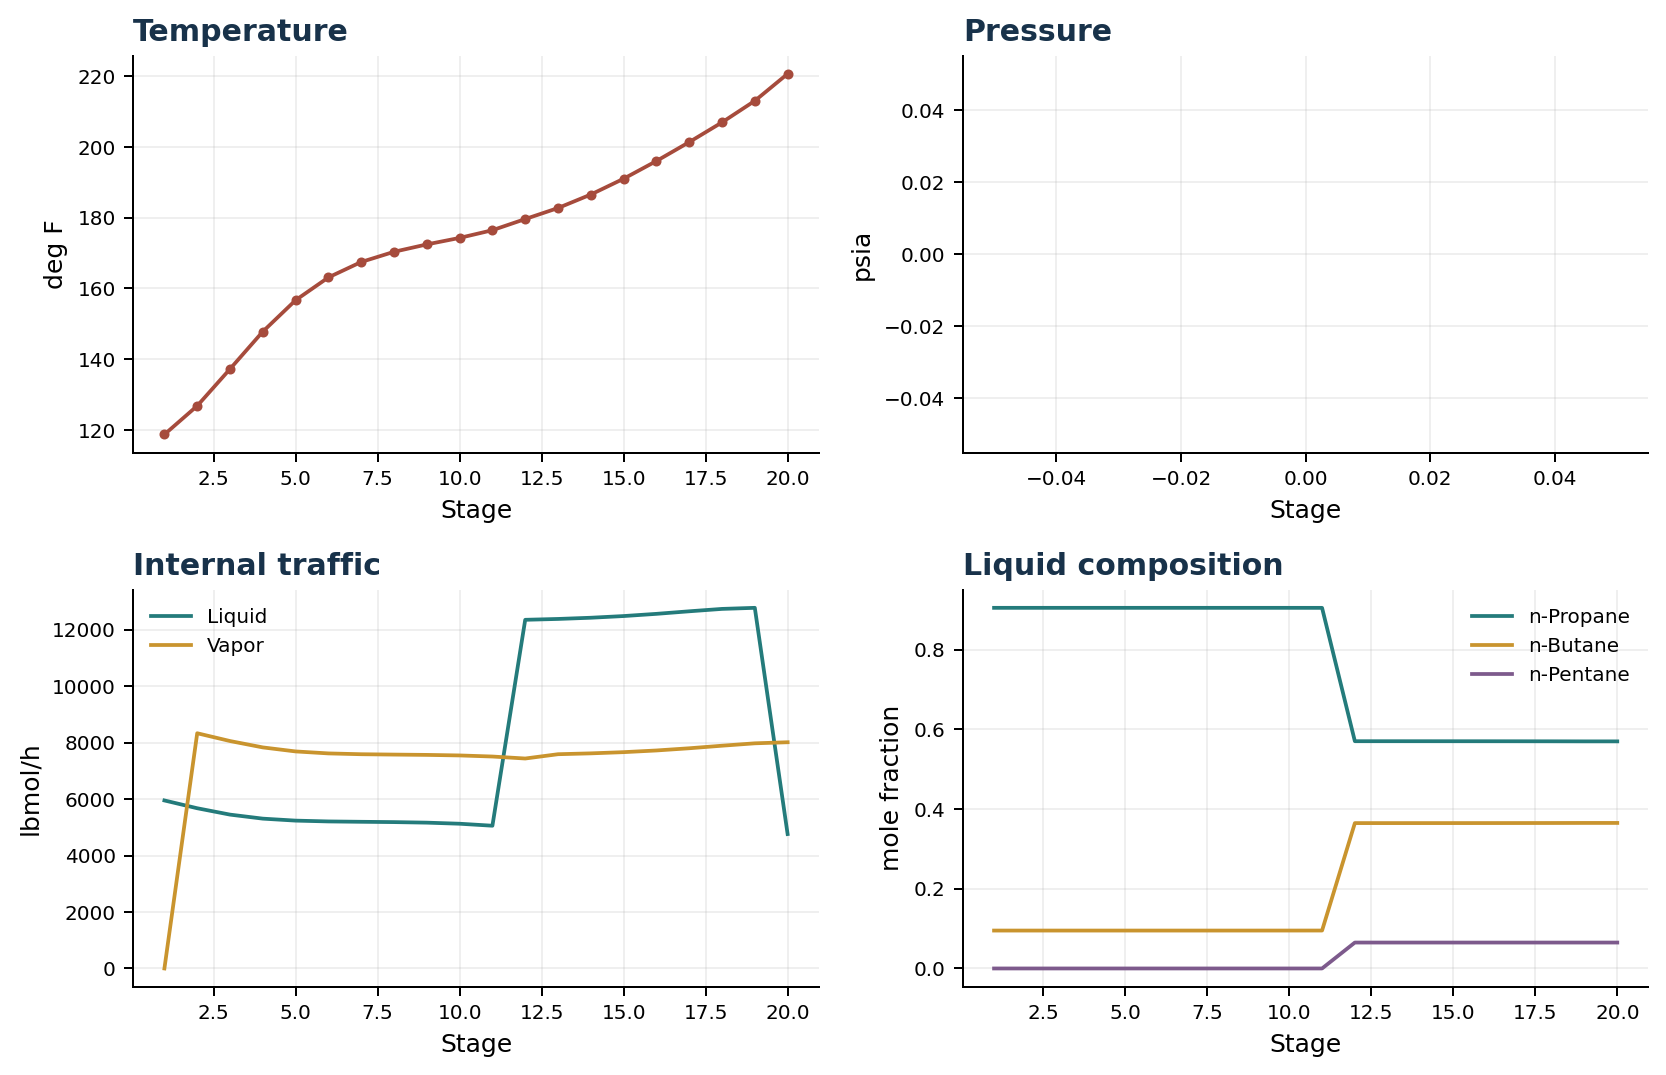 Temperature
220
200
180
160
140
120
deg F
2.5 5.0 7.5 10.0 12.5 15.0 17.5 20.0
Stage
Pressure
0.04
0.02
0.00
−0.02
−0.04
psia
−0.04 −0.02 0.00 0.02 0.04
Stage
Internal traffic
Liquid
Vapor
12000
10000
8000
6000
4000
2000
0
lbmol/h
2.5 5.0 7.5 10.0 12.5 15.0 17.5 20.0
Stage
Liquid composition
n-Propane
n-Butane
n-Pentane
0.8
0.6
0.4
0.2
0.0
mole fraction
2.5 5.0 7.5 10.0 12.5 15.0 17.5 20.0
Stage